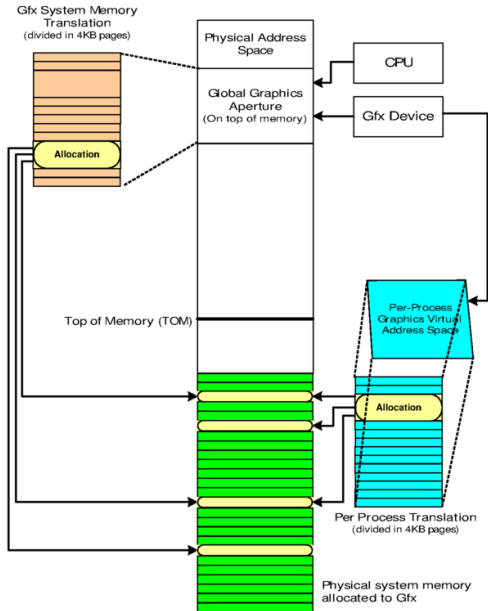 Gfx System Memory
Translation
(divided in 4KB pages)
Physical Address
Space
CPU
Global Graphics
Aperture
(On top of memory)
Gfx Device
Allocation
Per-Process
Graphics Virtual
Address Space
Top of Memory (TOM)
Allocation
Per Process Translation
(divided in 4KB pages)
Physical system memory
allocated to Gfx